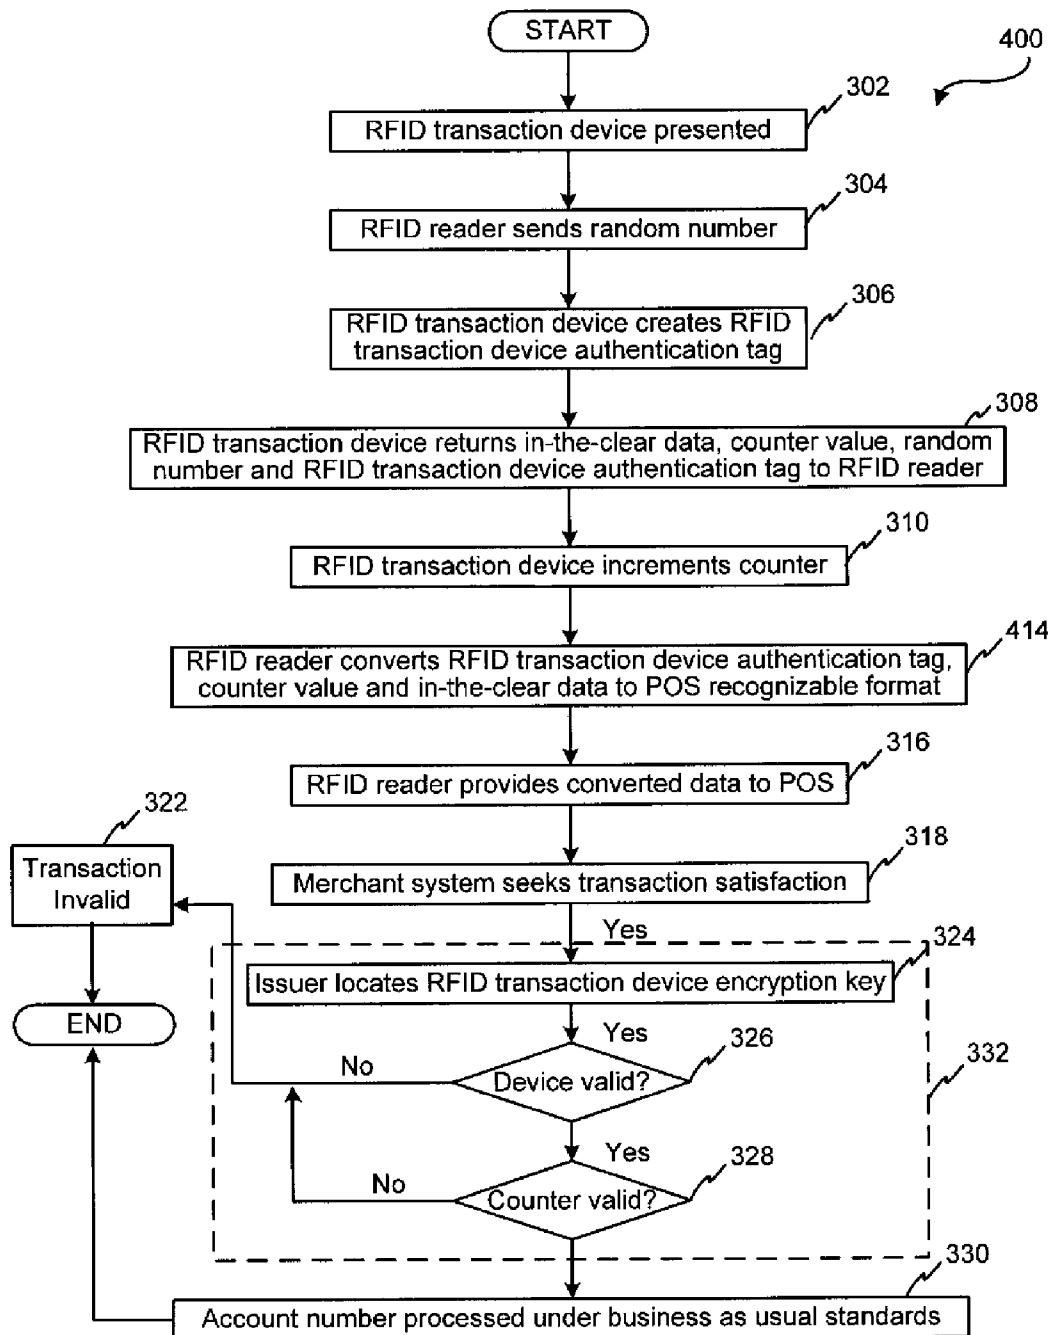 START
400
302
RFID transaction device presented
304
RFID reader sends random number
306
RFID transaction device creates RFID
transaction device authentication tag
308
RFID transaction device returns in-the-clear data, counter value, random
number and RFID transaction device authentication tag to RFID reader
310
RFID transaction device increments counter
414
RFID reader converts RFID transaction device authentication tag,
counter value and in-the-clear data to POS recognizable format
316
RFID reader provides converted data to POS
322
Transaction
Invalid
318
Merchant system seeks transaction satisfaction
Yes
324
Issuer locates RFID transaction device encryption key
END
Yes
326
332
No
Device valid?
Yes
328
No
Counter valid?
330
Account number processed under business as usual standards